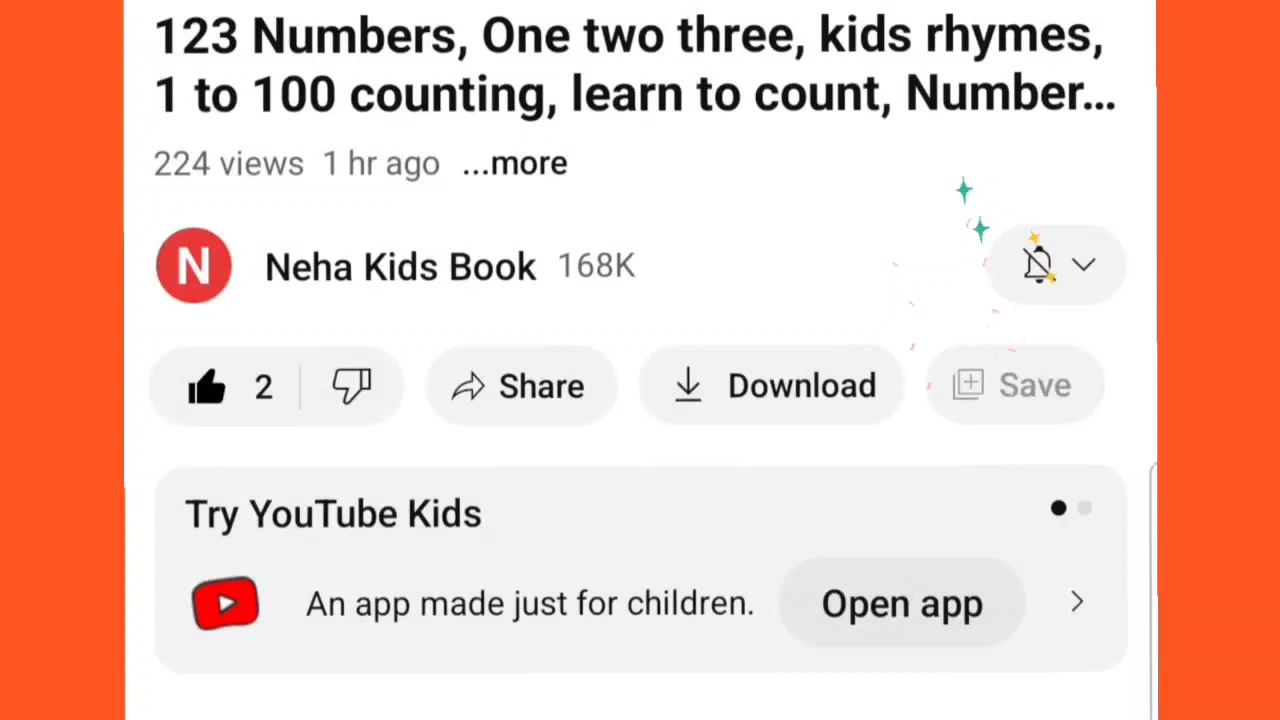 123 Numbers, One two three, kids rhymes,
1 to 100 counting, learn to count, Number...
224 views 1 hr ago ...more
N Neha Kids Book 168K
2 Share Download Save
Try YouTube Kids
An app made just for children. Open app